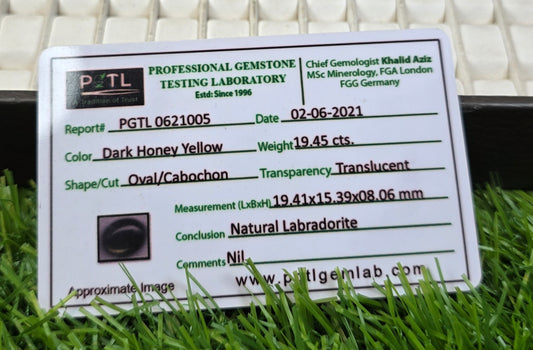 PGTL
A Tradition of Trust
PROFESSIONAL GEMSTONE
TESTING LABORATORY
Estd: Since 1996
Chief Gemologist Khalid Aziz
MSc Minerology, FGA London
FGG Germany
Report# PGTL 0621005 Date 02-06-2021
Color Dark Honey Yellow Weight 19.45 cts.
Shape/Cut Oval/Cabochon Transparency Translucent
Measurement (LxBxH) 19.41x15.39x08.06 mm
Conclusion Natural Labradorite
Comments Nil
Approximate Image www.pgtlgemlab.com